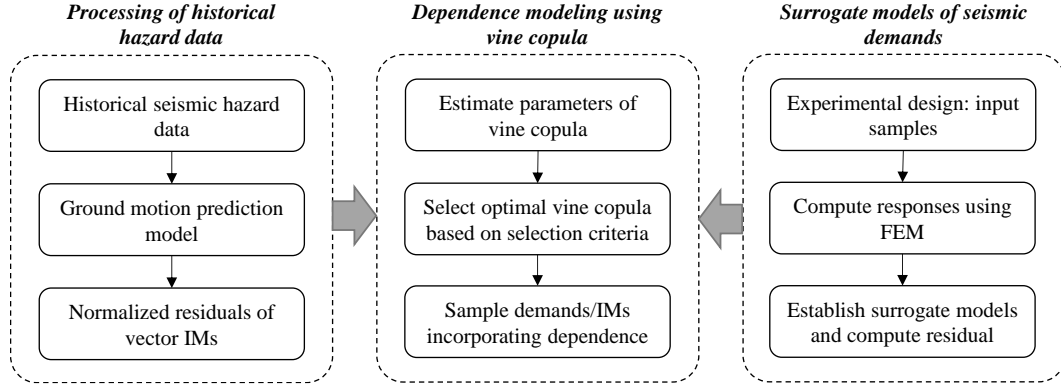 Processing of historical
hazard data
Historical seismic hazard
data
Ground motion prediction
model
Normalized residuals of
vector IMs
Dependence modeling using
vine copula
Estimate parameters of
vine copula
Select optimal vine copula
based on selection criteria
Sample demands/IMs
incorporating dependence
Surrogate models of seismic
demands
Experimental design: input
samples
Compute responses using
FEM
Establish surrogate models
and compute residual